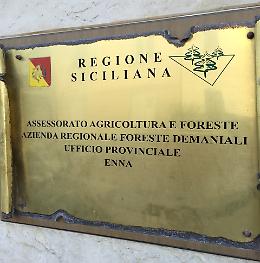 REGIONE
SICILIANA
ASSESSORATO AGRICOLTURA E FORESTE
AZIENDA REGIONALE FORESTE DEMANIALI
UFFICIO PROVINCIALE
ENNA